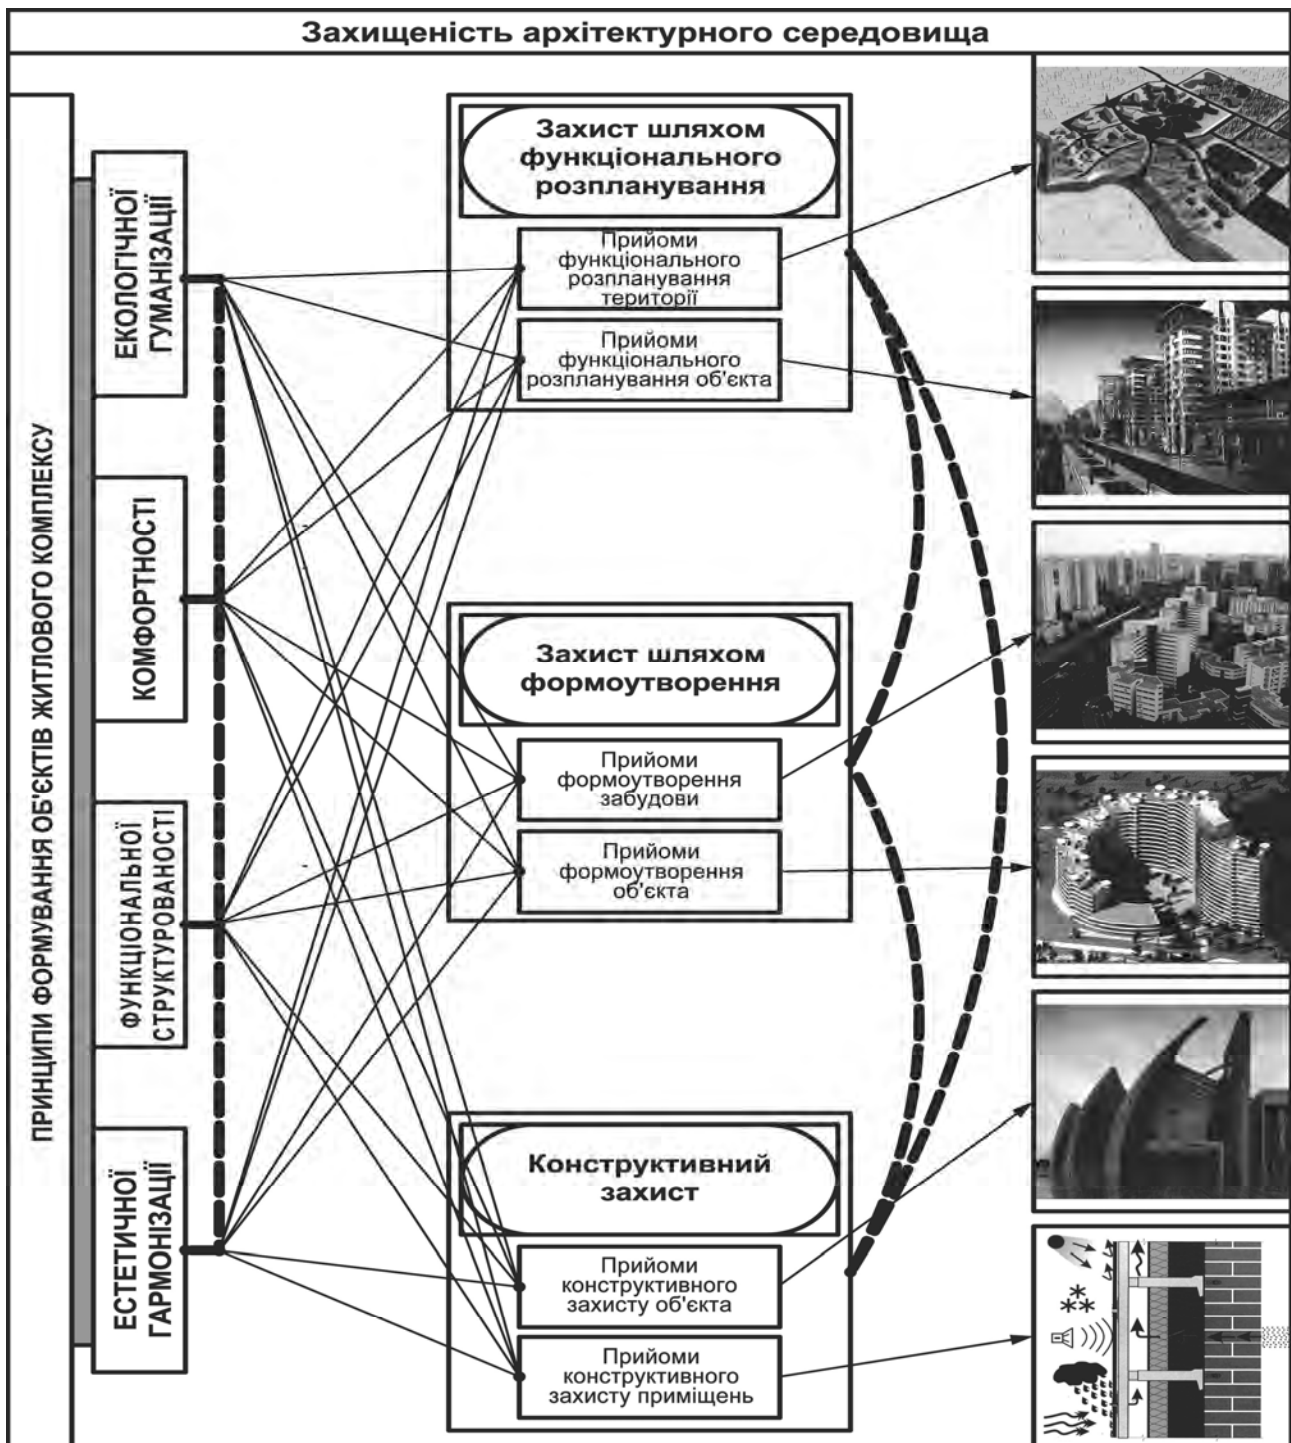 Захищеність архітектурного середовища
ПРИНЦИПИ ФОРМУВАННЯ ОБ'ЄКТІВ ЖИТЛОВОГО КОМПЛЕКСУ
ЕКОЛОГІЧНОЇ
ГУМАНІЗАЦІЇ
КОМФОРТНОСТІ
ФУНКЦІОНАЛЬНОЇ
СТРУКТУРОВАНОСТІ
ЕСТЕТИЧНОЇ
ГАРМОНІЗАЦІЇ
Захист шляхом
функціонального
розпланування
Прийоми
функціонального
розпланування
території
Прийоми
функціонального
розпланування об'єкта
Захист шляхом
формоутворення
Прийоми
формоутворення
забудови
Прийоми
формоутворення
об'єкта
Конструктивний
захист
Прийоми
конструктивного
захисту об'єкта
Прийоми
конструктивного
захисту приміщень